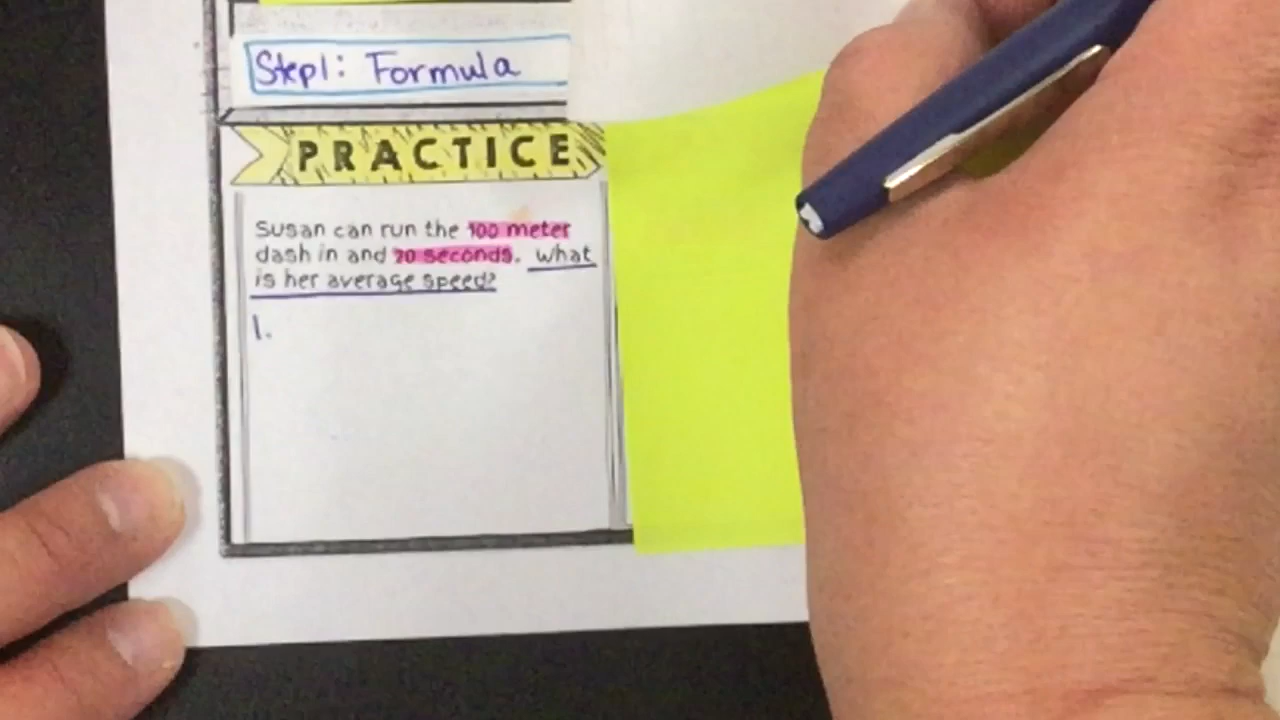 Step1: Formula
PRACTICE
Susan can run the 100 meter
dash in and 20 seconds. What
is her average speed?
1.